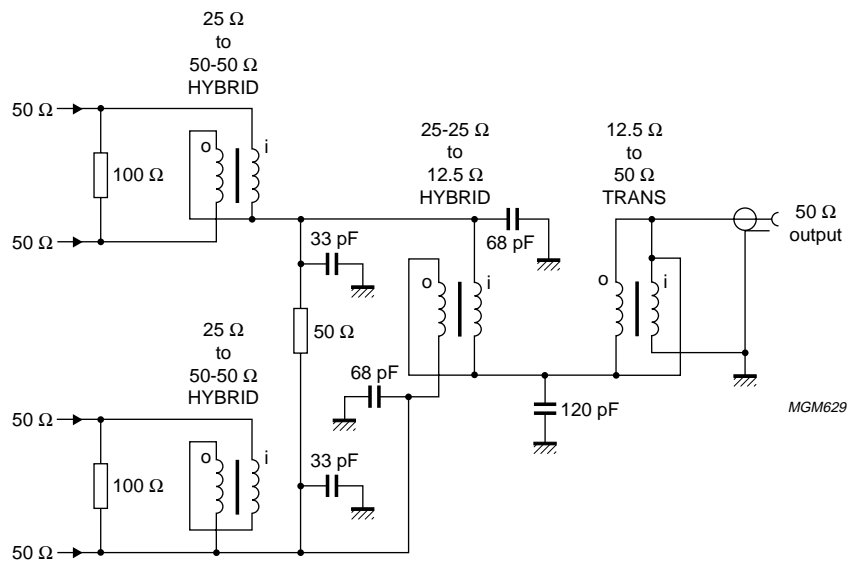 25 Ω
to
50-50 Ω
HYBRID
50 Ω
o
i
100 Ω
50 Ω
25-25 Ω
to
12.5 Ω
HYBRID
12.5 Ω
to
50 Ω
TRANS
50 Ω
output
33 pF
68 pF
o
i
o
i
50 Ω
25 Ω
to
50-50 Ω
HYBRID
68 pF
120 pF
MGM629
50 Ω
o
i
100 Ω
33 pF
50 Ω